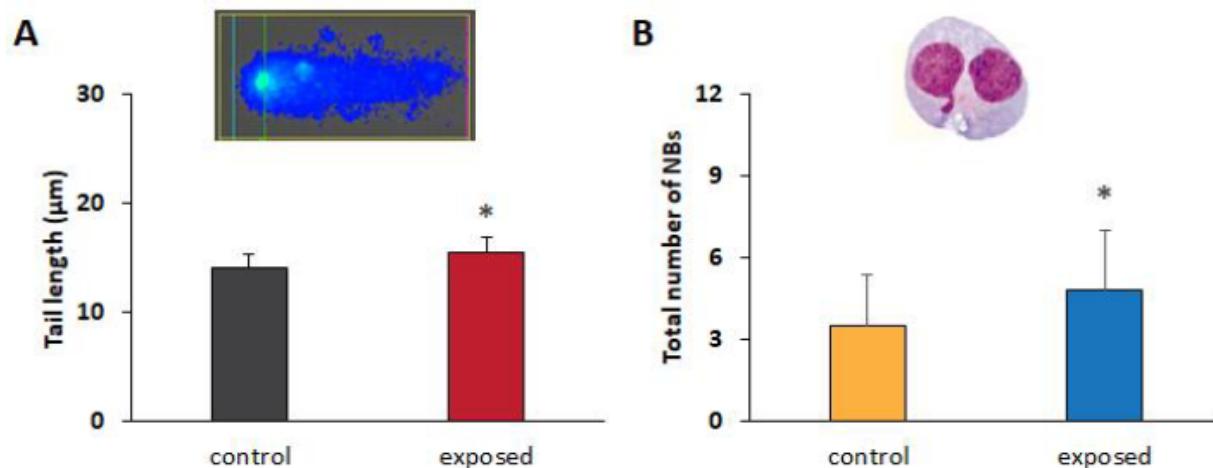 A
Tail length (µm)
30
20
10
0
*
control
exposed
B
Total number of NBs
12
9
6
3
0
*
control
exposed